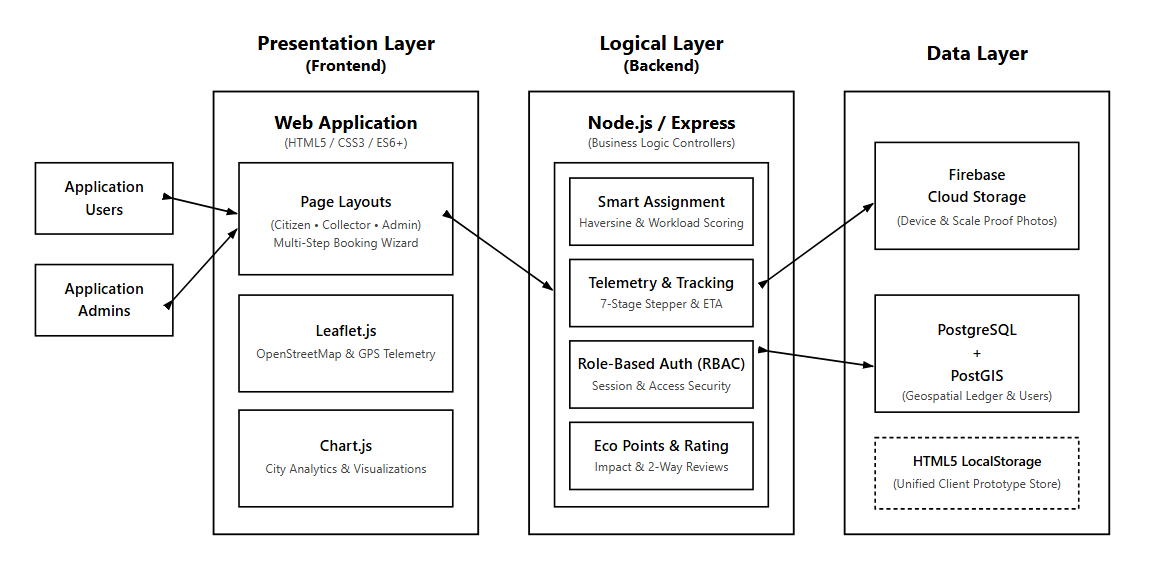 Presentation Layer
(Frontend)
Logical Layer
(Backend)
Data Layer
Application
Users
Application
Admins
Web Application
(HTML5 / CSS3 / ES6+)
Page Layouts
(Citizen • Collector • Admin)
Multi-Step Booking Wizard
Leaflet.js
OpenStreetMap & GPS Telemetry
Chart.js
City Analytics & Visualizations
Node.js / Express
(Business Logic Controllers)
Smart Assignment
Haversine & Workload Scoring
Telemetry & Tracking
7-Stage Stepper & ETA
Role-Based Auth (RBAC)
Session & Access Security
Eco Points & Rating
Impact & 2-Way Reviews
Firebase
Cloud Storage
(Device & Scale Proof Photos)
PostgreSQL
+
PostGIS
(Geospatial Ledger & Users)
HTML5 LocalStorage
(Unified Client Prototype Store)